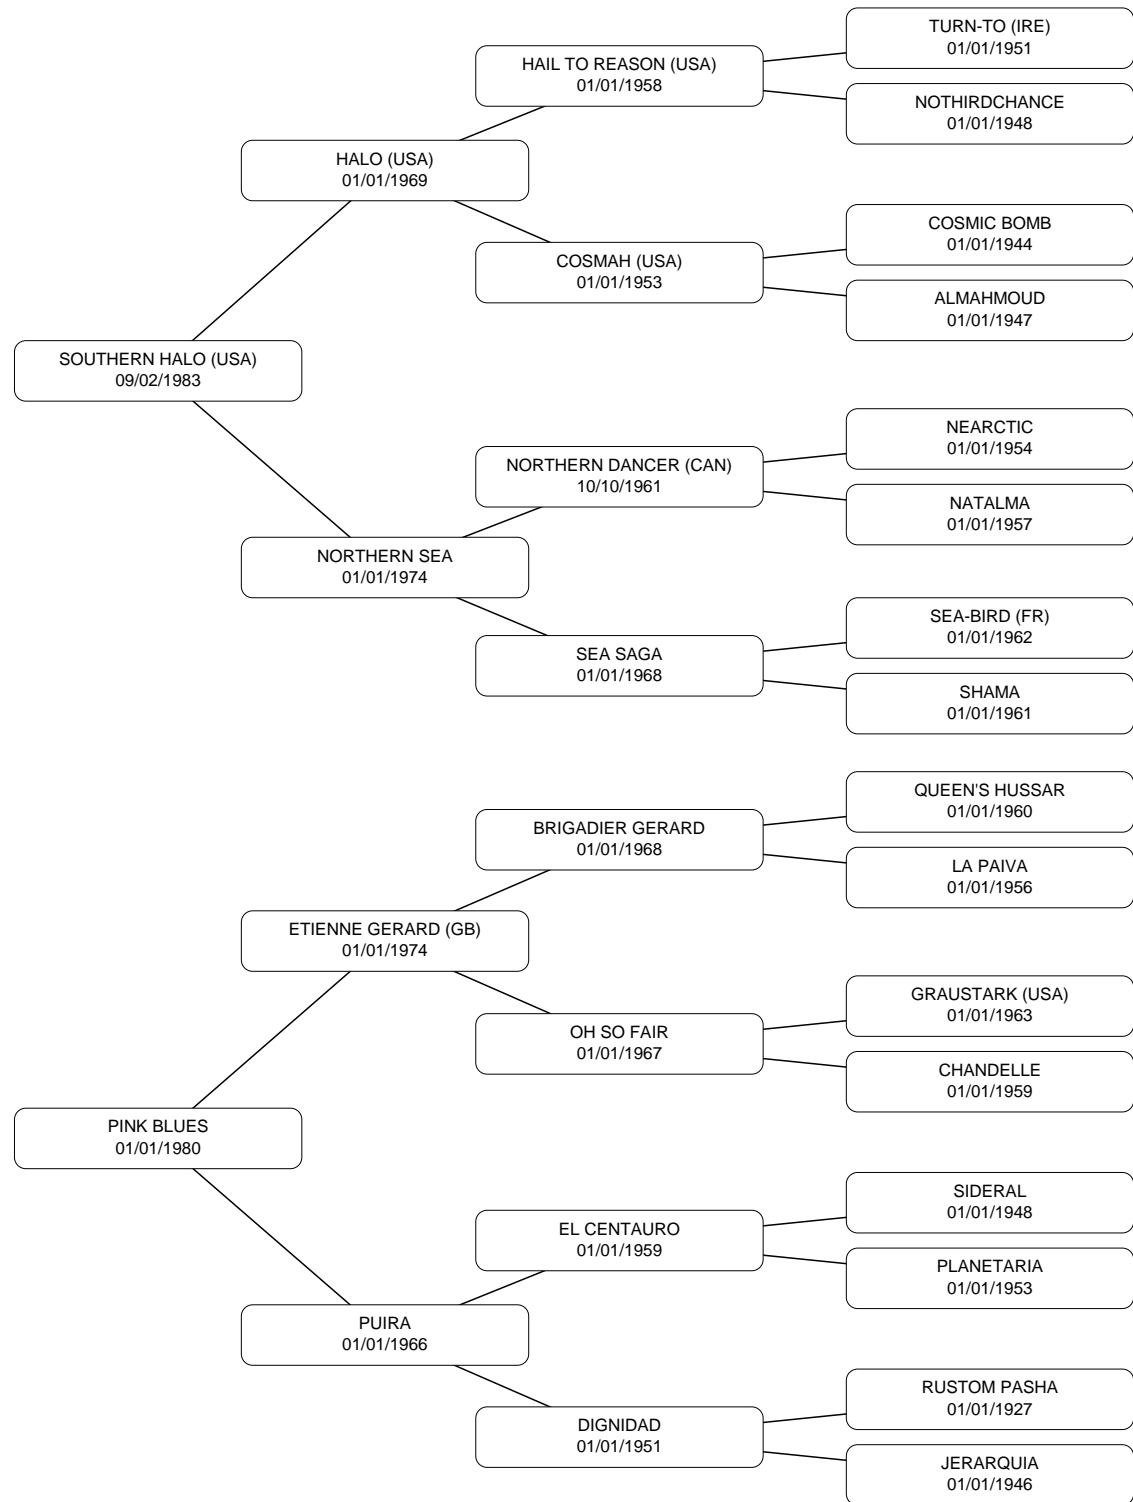 TURN-TO (IRE)
01/01/1951
HAIL TO REASON (USA)
01/01/1958
NOTHIRDCHANCE
01/01/1948
HALO (USA)
01/01/1969
COSMIC BOMB
01/01/1944
COSMAH (USA)
01/01/1953
ALMAHMOUD
01/01/1947
SOUTHERN HALO (USA)
09/02/1983
NEARCTIC
01/01/1954
NORTHERN DANCER (CAN)
10/10/1961
NATALMA
01/01/1957
NORTHERN SEA
01/01/1974
SEA-BIRD (FR)
01/01/1962
SEA SAGA
01/01/1968
SHAMA
01/01/1961
QUEEN'S HUSSAR
01/01/1960
BRIGADIER GERARD
01/01/1968
LA PAIVA
01/01/1956
ETIENNE GERARD (GB)
01/01/1974
GRAUSTARK (USA)
01/01/1963
OH SO FAIR
01/01/1967
CHANDELLE
01/01/1959
PINK BLUES
01/01/1980
SIDERAL
01/01/1948
EL CENTAURO
01/01/1959
PLANETARIA
01/01/1953
PUIRA
01/01/1966
RUSTOM PASHA
01/01/1927
DIGNIDAD
01/01/1951
JERARQUIA
01/01/1946